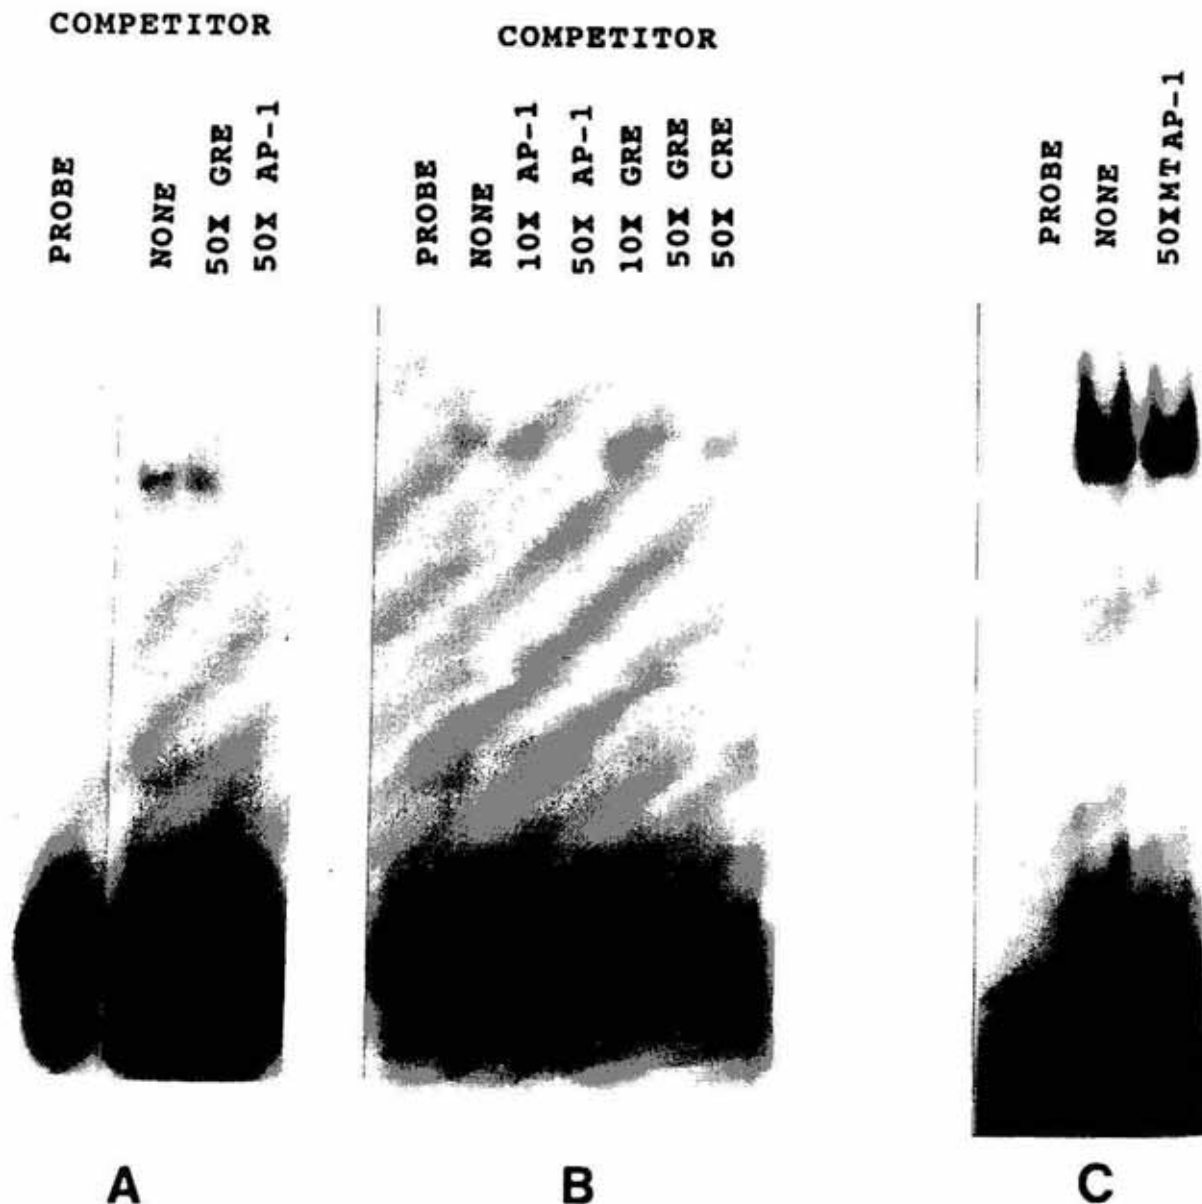 COMPETITOR
PROBE
NONE
50X GRE
50X AP-1
A
COMPETITOR
PROBE
NONE
10X AP-1
50X AP-1
10X GRE
50X GRE
50X CRE
B
PROBE
NONE
50XMTAP-1
C